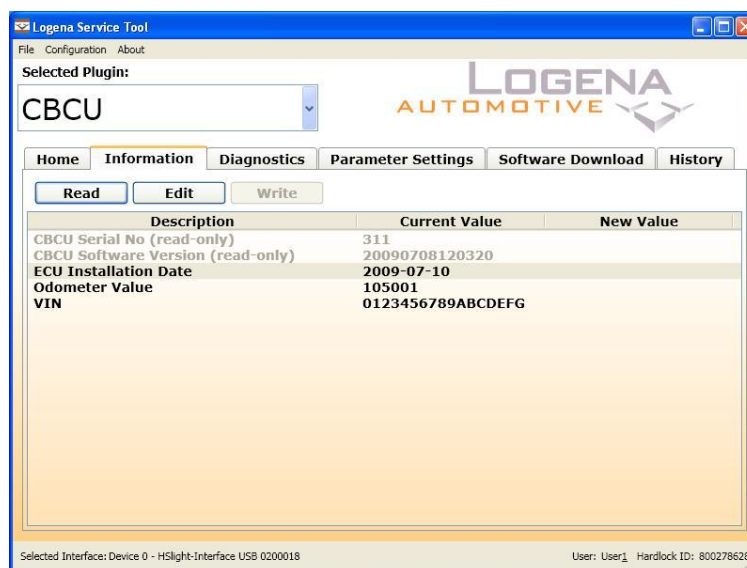 Logena Service Tool
File Configuration About
Selected Plugin:
LOGENA
AUTOMOTIVE
CBCU
Home Information Diagnostics Parameter Settings Software Download History
Read Edit Write
Description Current Value New Value
CBCU Serial No (read-only) 311
CBCU Software Version (read-only) 20090708120320
ECU Installation Date 2009-07-10
Odometer Value 105001
VIN 0123456789ABCDEFG
Selected Interface: Device 0 - HSlight-Interface USB 0200018 User: User1 Hardlock ID: 800278628